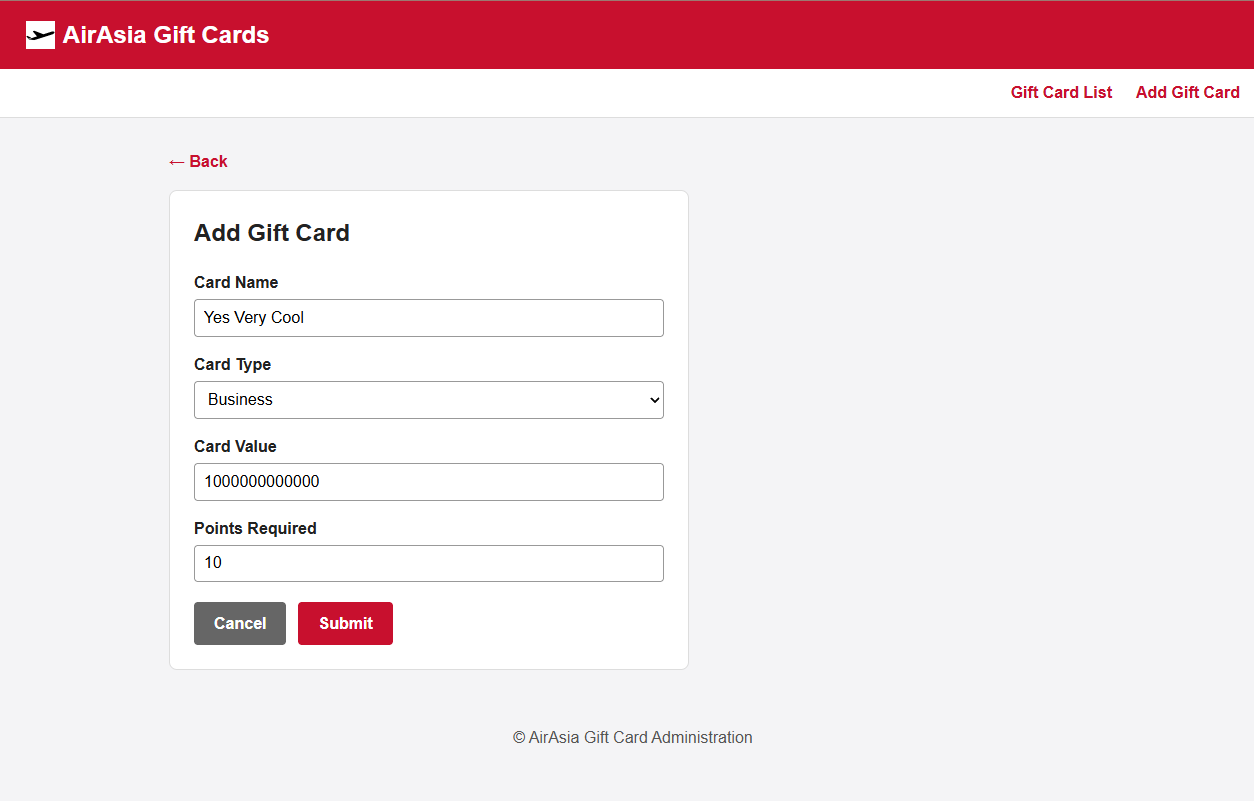 AirAsia Gift Cards
Gift Card List Add Gift Card
← Back
Add Gift Card
Card Name
Yes Very Cool
Card Type
Business
Card Value
1000000000000
Points Required
10
Cancel Submit
© AirAsia Gift Card Administration